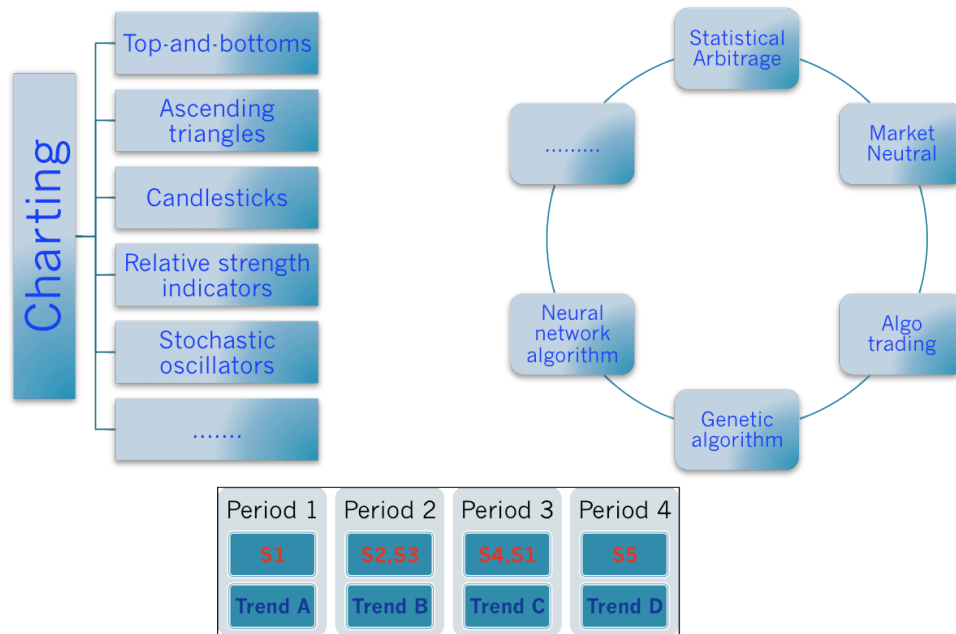 Charting
Top-and-bottoms
Ascending
triangles
Candlesticks
Relative strength
indicators
Stochastic
oscillators
.......
Statistical
Arbitrage
Market
Neutral
Algo
trading
Genetic
algorithm
Neural
network
algorithm
.........
Period 1
Period 2
Period 3
Period 4
S1
S2,S3
S4,S1
S5
Trend A
Trend B
Trend C
Trend D